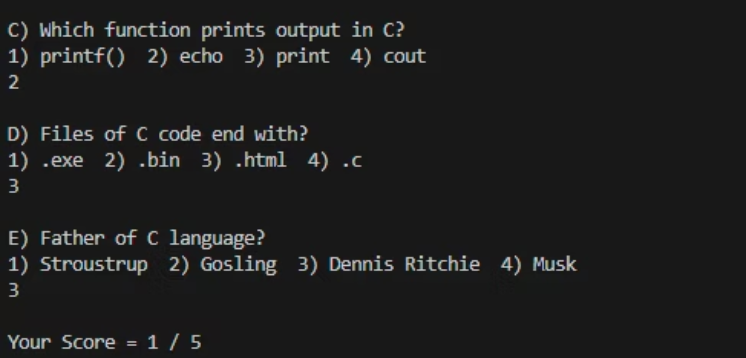 C) Which function prints output in C?
1) printf()  2) echo  3) print  4) cout
2
D) Files of C code end with?
1) .exe  2) .bin  3) .html  4) .c
3
E) Father of C language?
1) Stroustrup  2) Gosling  3) Dennis Ritchie  4) Musk
3
Your Score = 1 / 5